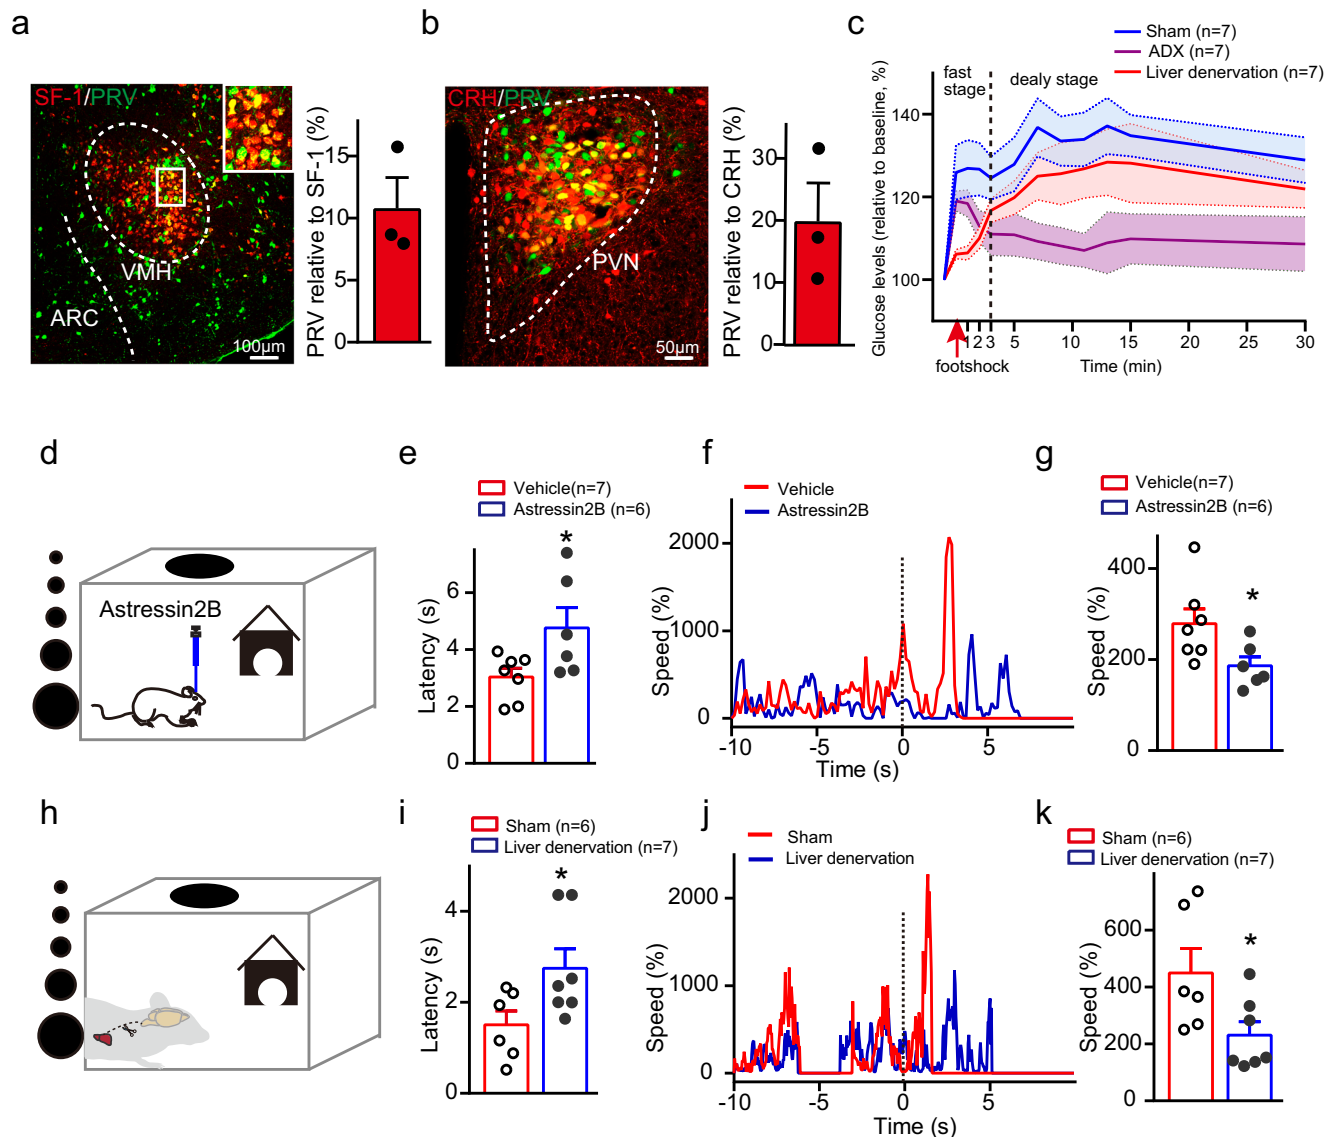 a
SF-1/PRV
VMH
ARC
100μm
PRV relative to SF-1 (%)
15
10
5
0
b
CRH/PRV
PVN
50μm
PRV relative to CRH (%)
30
20
10
0
c
Sham (n=7)
ADX (n=7)
Liver denervation (n=7)
fast
stage
dealy stage
Glucose levels (relative to baseline, %)
140
120
100
1 2 3 5 10 15 20 25 30
footshock
Time (min)
d
Astressin2B
e
Vehicle(n=7)
Astressin2B (n=6)
*
Latency (s)
6
4
2
0
f
Vehicle
Astressin2B
Speed (%)
2000
1000
0
-10 -5 0 5
Time (s)
g
Vehicle(n=7)
Astressin2B (n=6)
*
Speed (%)
400
200
0
h
i
Sham (n=6)
Liver denervation (n=7)
*
Latency (s)
4
2
0
j
Sham
Liver denervation
Speed (%)
2000
1000
0
-10 -5 0 5
Time (s)
k
Sham (n=6)
Liver denervation (n=7)
*
Speed (%)
600
400
200
0